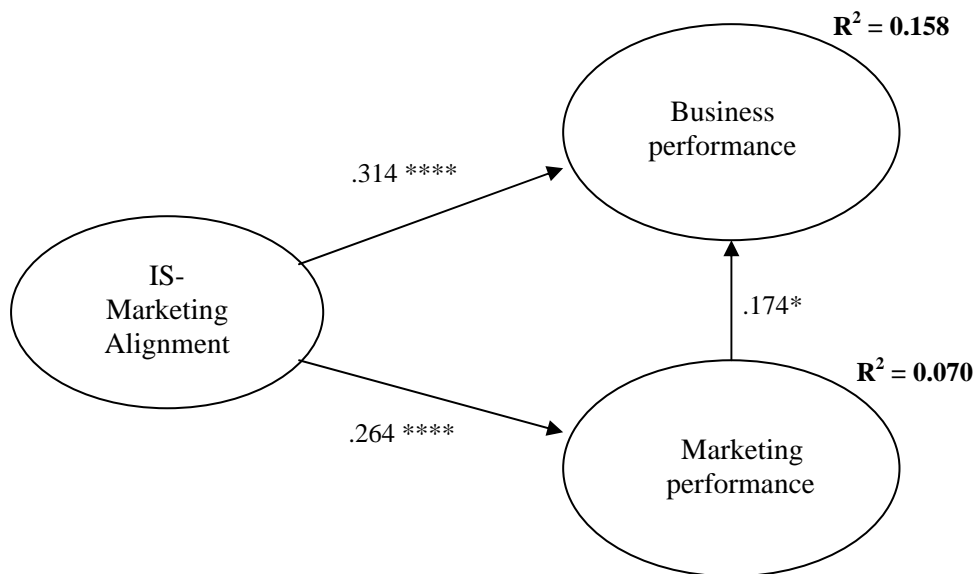 R² = 0.158
Business
performance
.314 ****
IS-
Marketing
Alignment
.174*
R² = 0.070
.264 ****
Marketing
performance